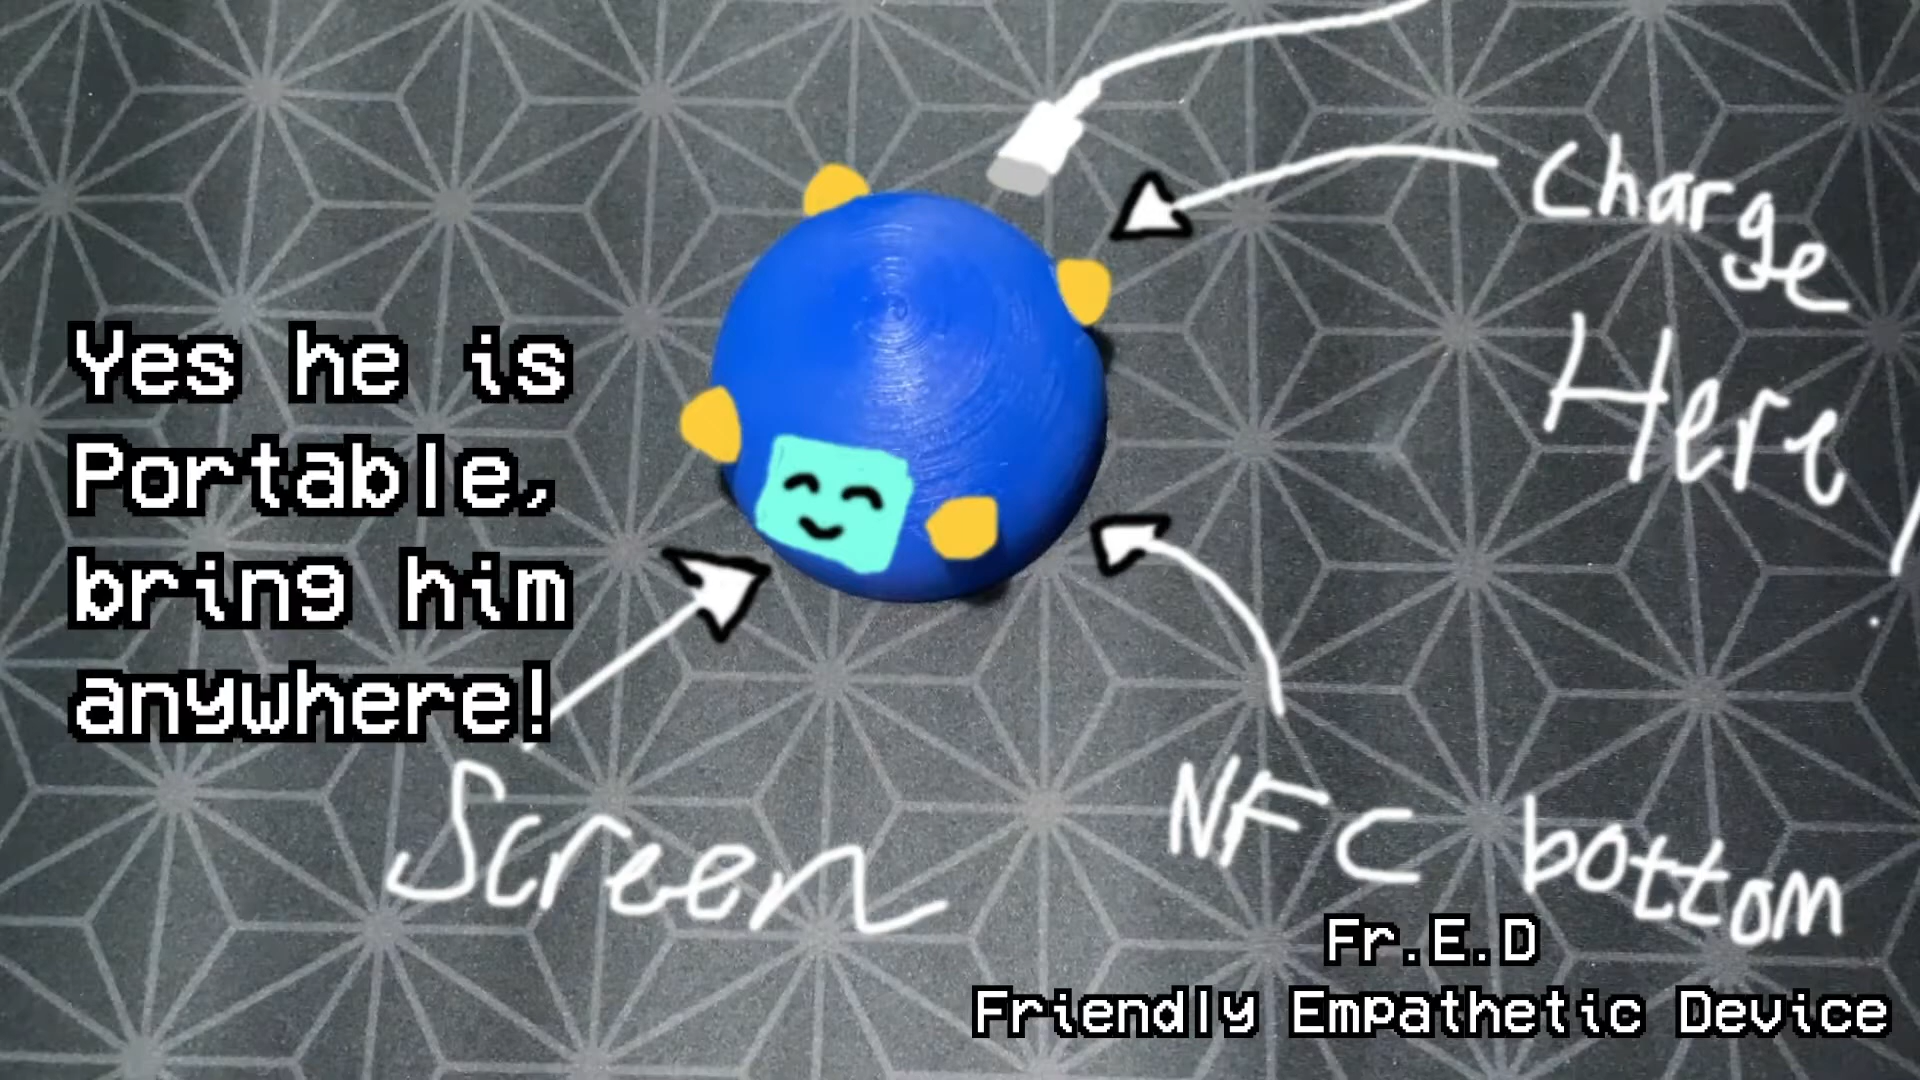 Yes he is
Portable,
bring him
anywhere!
Charge
Here
Screen
NFC bottom
Fr.E.D
Friendly Empathetic Device